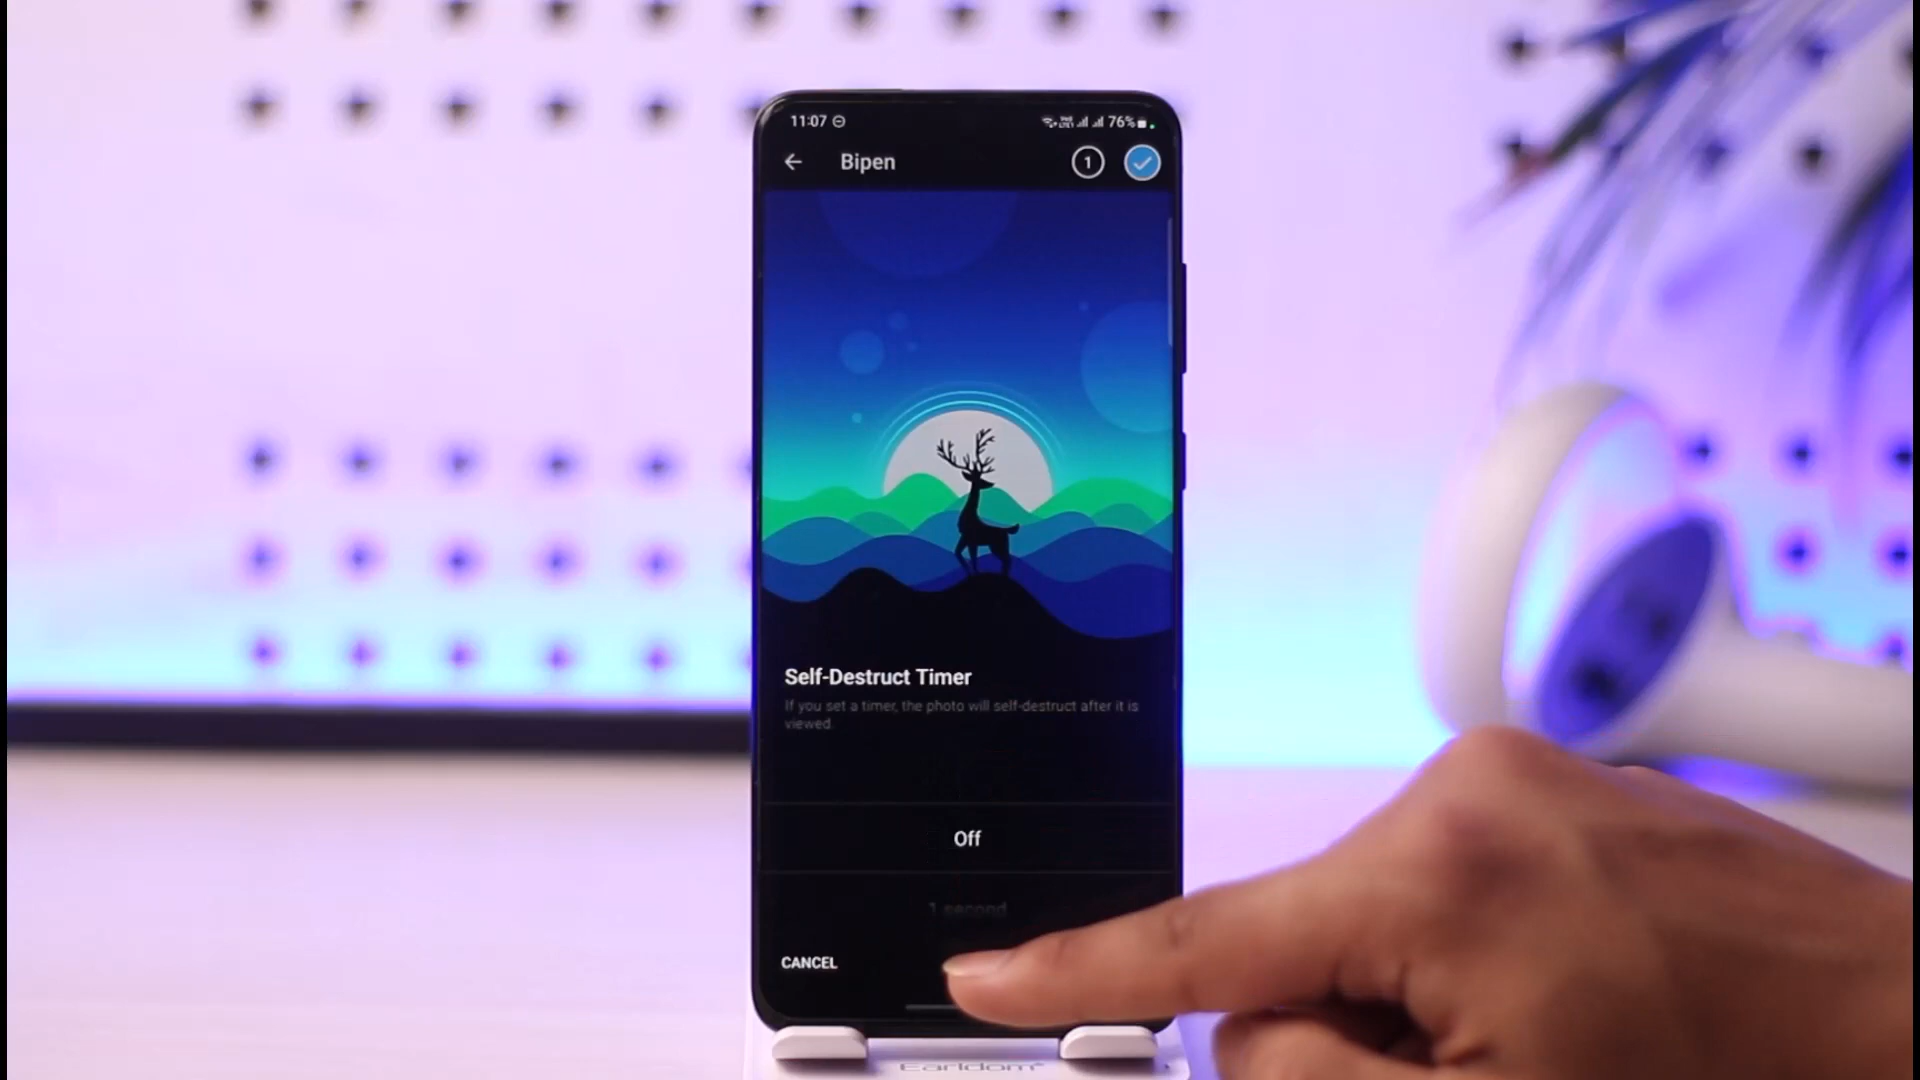 11:07
76%
Bipen
1
Self-Destruct Timer
If you set a timer, the photo will self-destruct after it is
viewed.
Off
1 second
CANCEL
Earldom